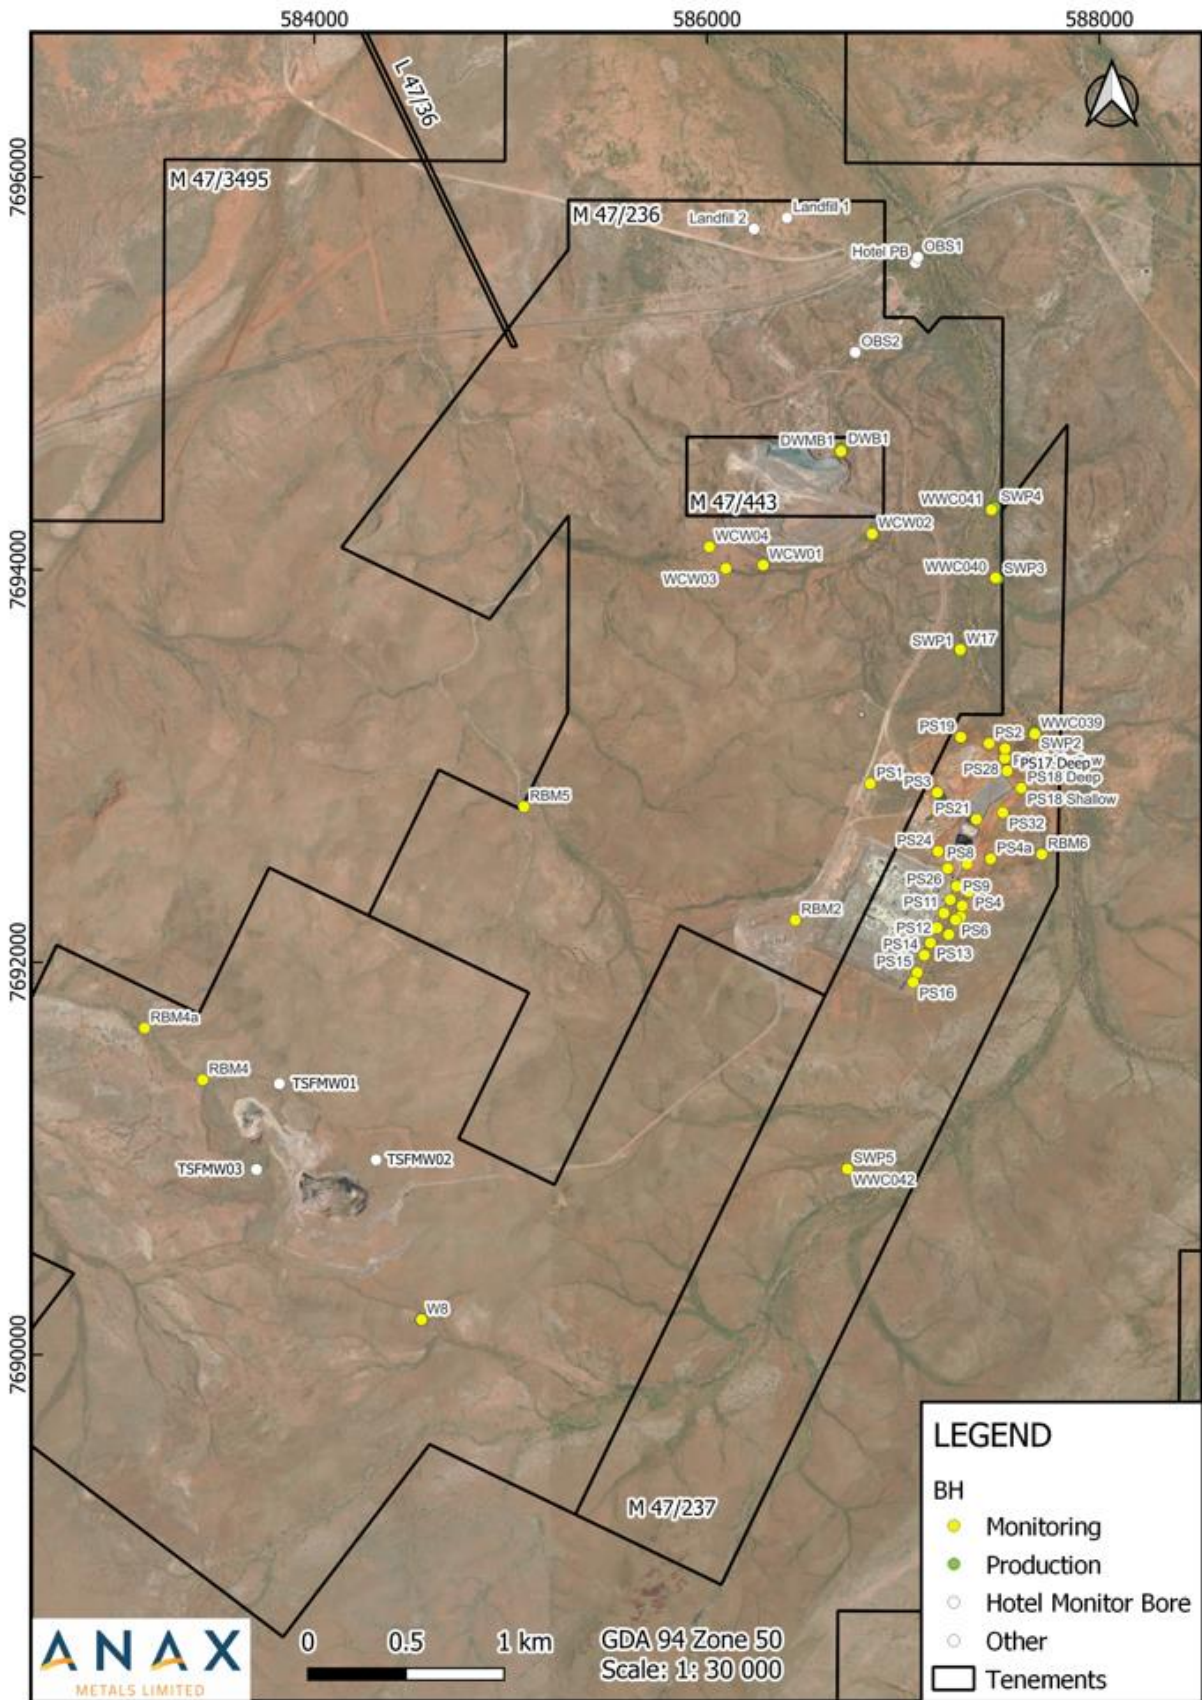 584000
586000
588000
7696000
7694000
7692000
7690000
L 47/36
M 47/3495
M 47/236
Landfill 1
Landfill 2
OBS1
Hotel PB
OBS2
DWMB1
DWB1
M 47/443
WWC041
SWP4
WCW02
WCW04
WCW01
WCW03
WWC040
SWP3
SWP1
W17
PS19
WWC039
PS2
SWP2
PS17 Deep
PS28
PS1
PS3
PS18 Deep
RBM5
PS18 Shallow
PS21
PS32
PS24
PS8
PS4a
RBM6
PS26
PS9
PS11
PS4
RBM2
PS12
PS6
PS14
PS13
PS15
PS16
RBM4a
RBM4
TSFMW01
TSFMW03
TSFMW02
SWP5
WWC042
W8
M 47/237
LEGEND
BH
Monitoring
Production
Hotel Monitor Bore
Other
Tenements
ANAX
METALS LIMITED
0 0.5 1 km
GDA 94 Zone 50
Scale: 1: 30 000